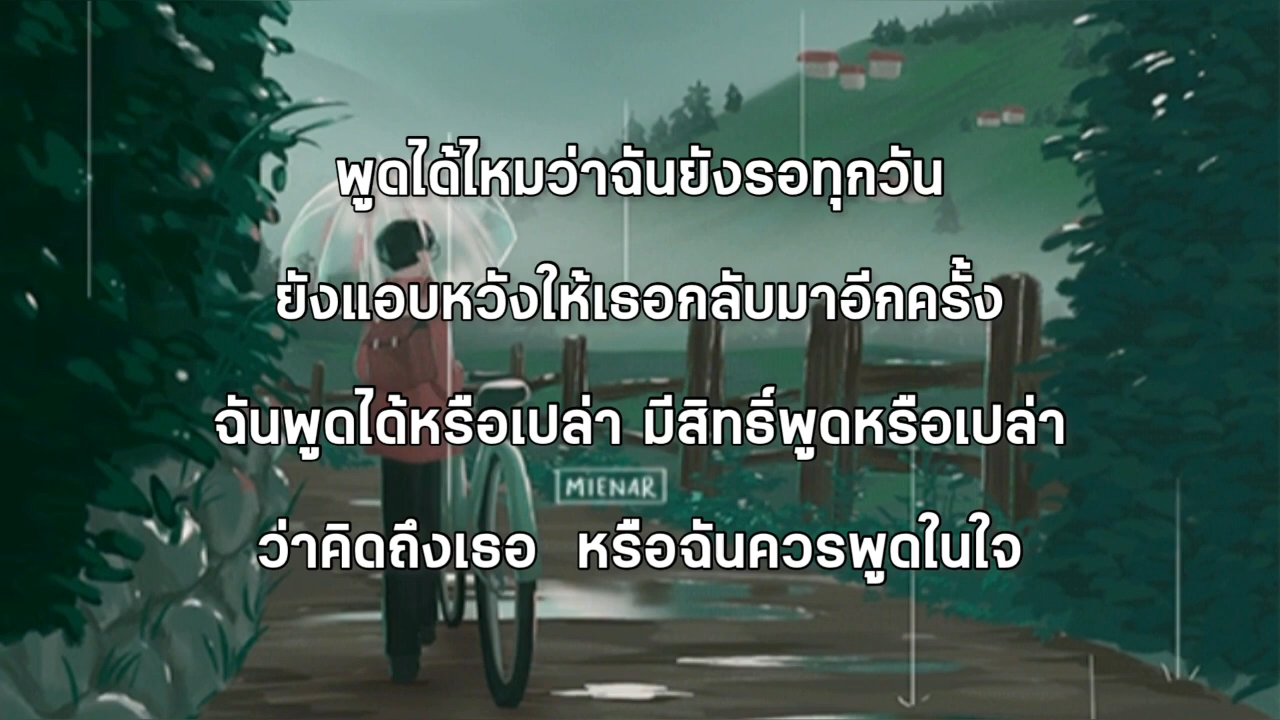 พูดได้ไหมว่าฉันยังรอทุกวัน
ยังแอบหวังให้เธอกลับมาอีกครั้ง
ฉันพูดได้หรือเปล่า มีสิทธิ์พูดหรือเปล่า
MIENAR
ว่าคิดถึงเธอ หรือฉันควรพูดในใจ